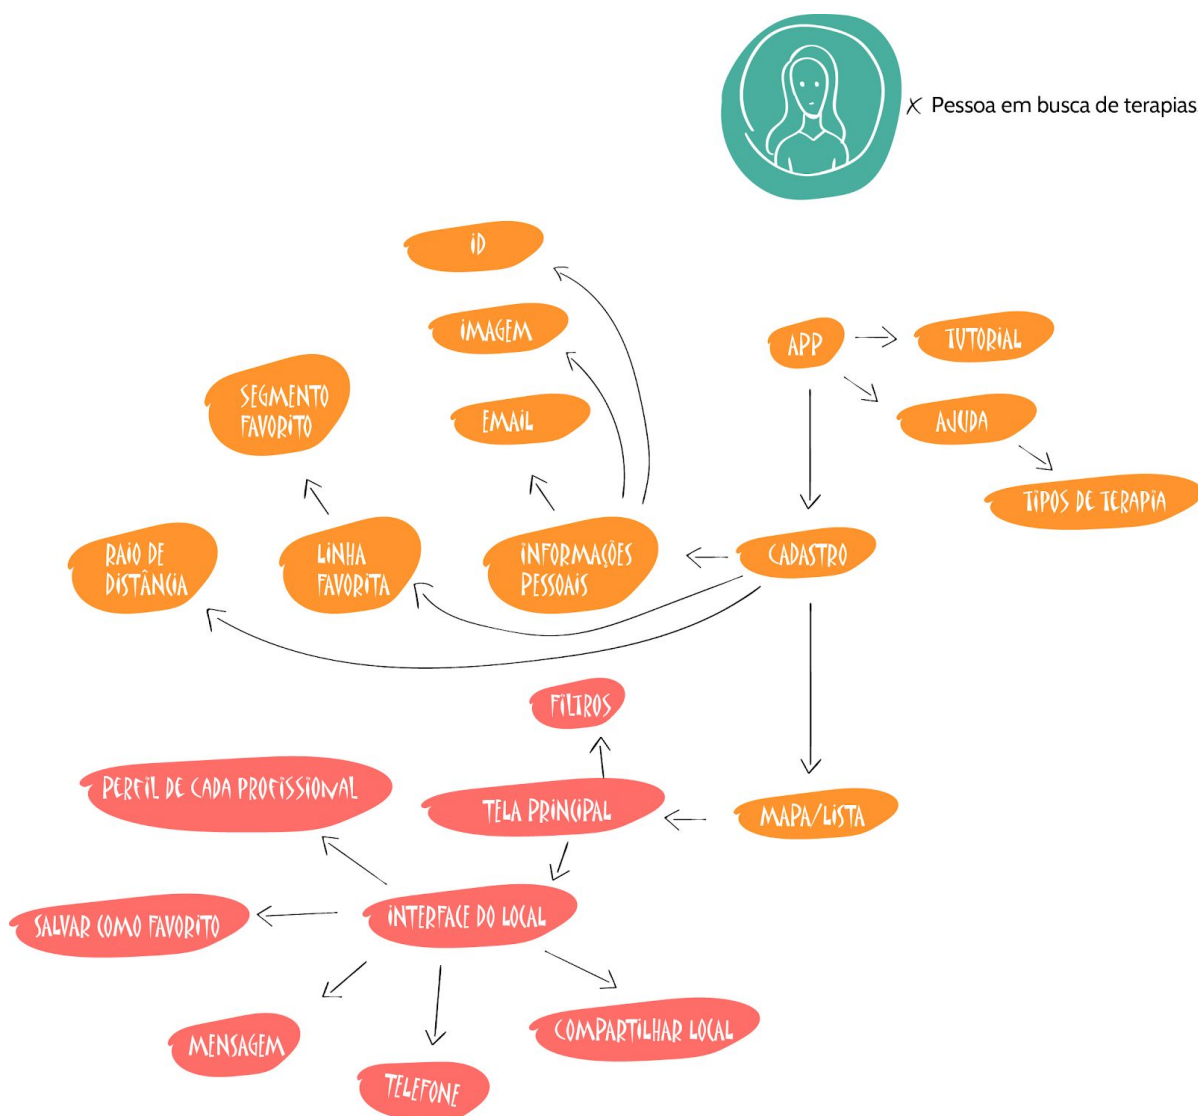 x Pessoa em busca de terapias
ID
IMAGEM
APP
TUTORIAL
SEGMENTO
FAVORITO
EMAIL
AJUDA
TIPOS DE TERAPIA
RAIO DE
DISTÂNCIA
LINHA
FAVORITA
INFORMAÇÕES
PESSOAIS
CADASTRO
FILTROS
PERFIL DE CADA PROFISSIONAL
TELA PRINCIPAL
MAPA/LISTA
SALVAR COMO FAVORITO
INTERFACE DO LOCAL
MENSAGEM
COMPARTILHAR LOCAL
TELEFONE